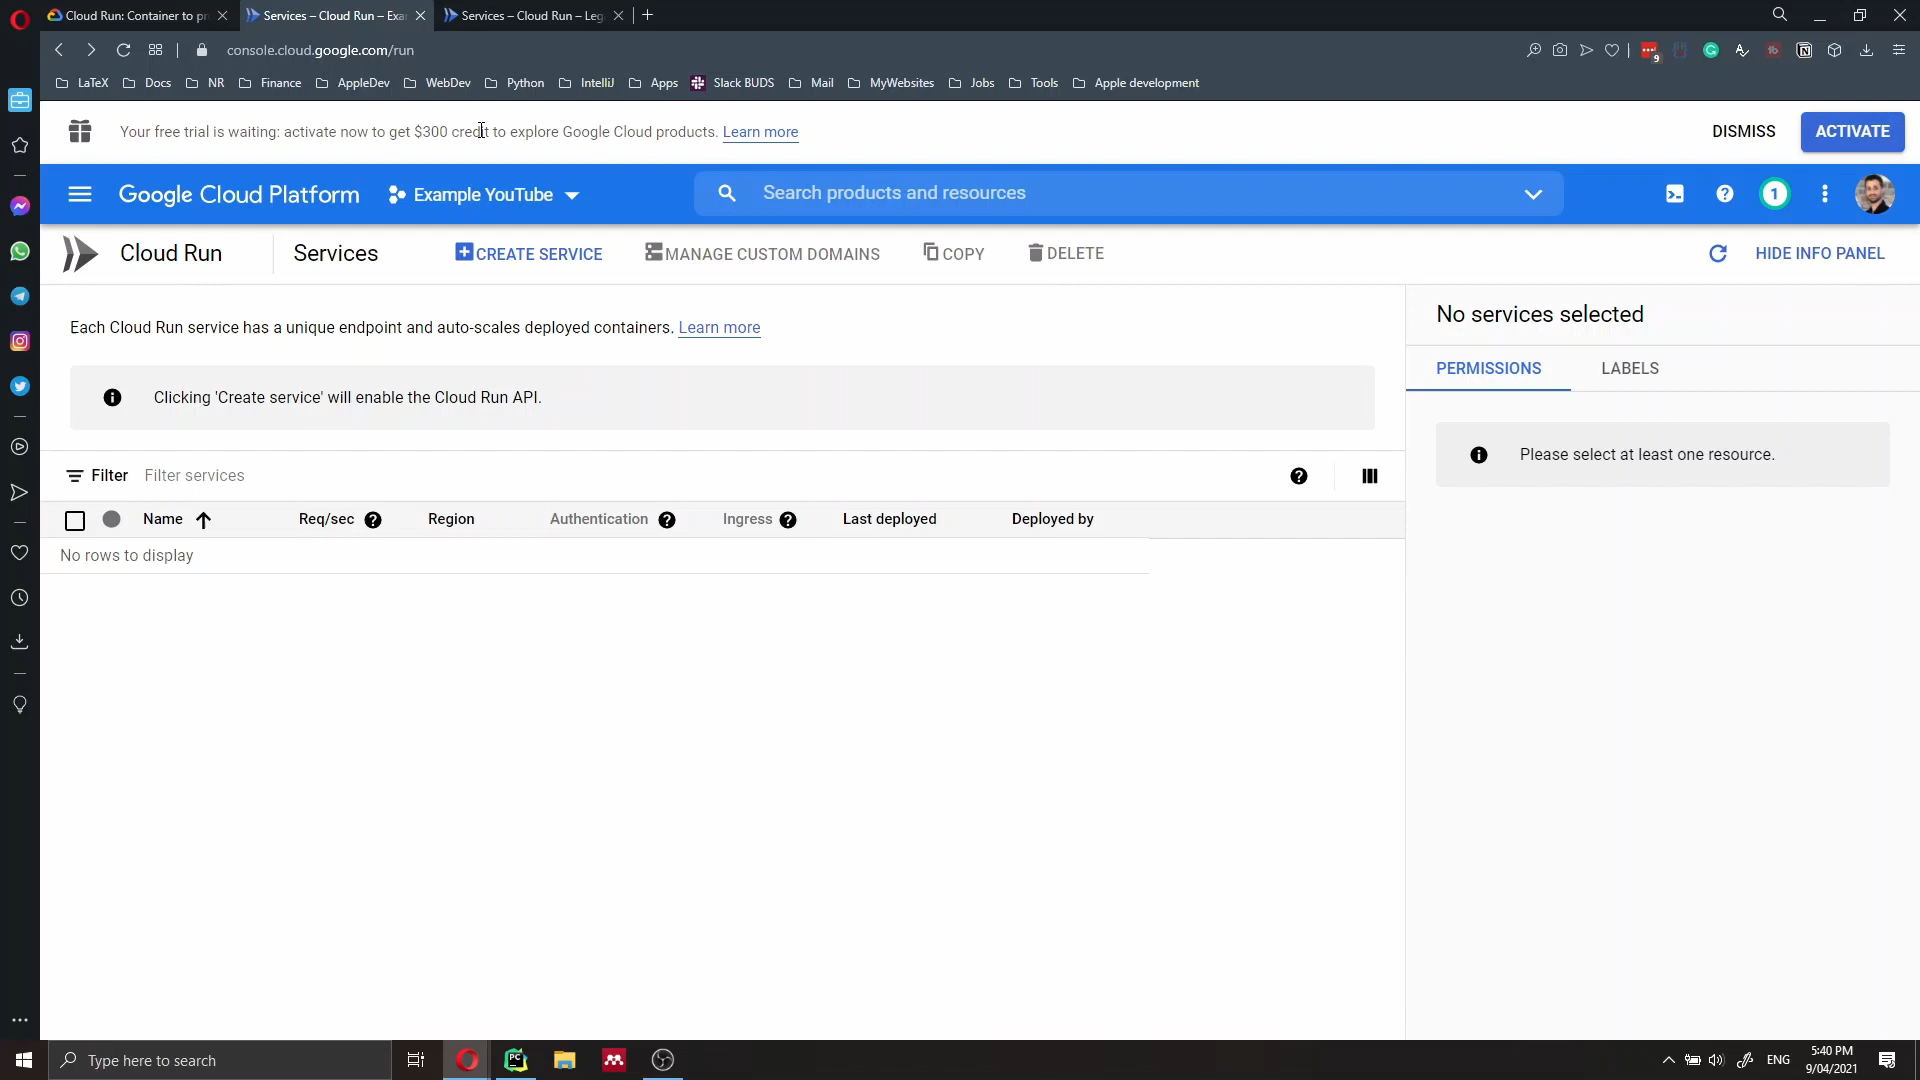 Cloud Run: Container to pr
Services – Cloud Run – Exa
Services – Cloud Run – Leg
console.cloud.google.com/run
9
LaTeX
Docs
NR
Finance
AppleDev
WebDev
Python
IntelliJ
Apps
Slack BUDS
Mail
MyWebsites
Jobs
Tools
Apple development
Your free trial is waiting: activate now to get $300 credit to explore Google Cloud products. Learn more
DISMISS
ACTIVATE
Google Cloud Platform
Example YouTube
Search products and resources
1
Cloud Run
Services
CREATE SERVICE
MANAGE CUSTOM DOMAINS
COPY
DELETE
HIDE INFO PANEL
Each Cloud Run service has a unique endpoint and auto-scales deployed containers. Learn more
Clicking 'Create service' will enable the Cloud Run API.
Filter Filter services
Name
Req/sec
Region
Authentication
Ingress
Last deployed
Deployed by
No rows to display
No services selected
PERMISSIONS
LABELS
Please select at least one resource.
Type here to search
PC
ENG
5:40 PM
9/04/2021